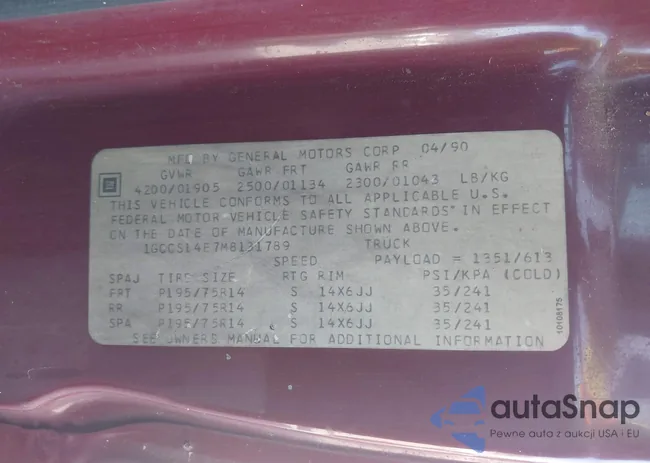 MFD BY GENERAL MOTORS CORP 04/90
GVWR GAWR FRT GAWR RR
4200/01905 2500/01134 2300/01043 LB/KG
THIS VEHICLE CONFORMS TO ALL APPLICABLE U.S.
FEDERAL MOTOR VEHICLE SAFETY STANDARDS IN EFFECT
ON THE DATE OF MANUFACTURE SHOWN ABOVE.
1GCCS14E7M8131789 TRUCK
SPEED PAYLOAD = 1351/613
SPAJ TIRE SIZE RTG RIM PSI/KPA (COLD)
FRT P195/75R14 S 14X6JJ 35/241
RR P195/75R14 S 14X6JJ 35/241
SPA P195/75R14 S 14X6JJ 35/241
SEE OWNERS MANUAL FOR ADDITIONAL INFORMATION
10108175
GM
autaSnap
Pewne auta z aukcji USA i EU